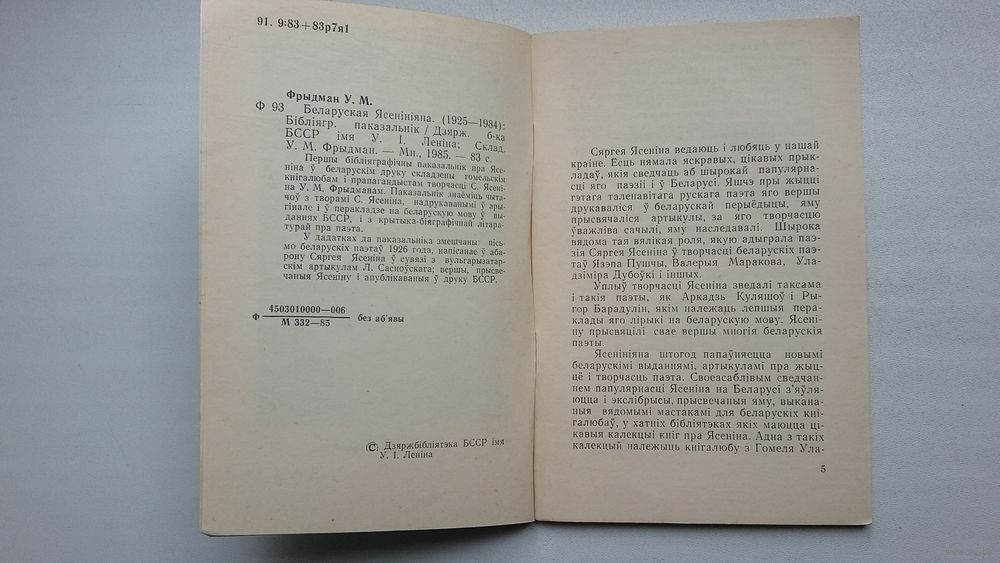 91. 9:83+83р7я1
Фрыдман У. М.
Ф 93 Беларуская Ясенініяна. (1925—1984):
Бібліягр. паказальнік / Дзярж. б-ка
БССР імя У. І. Леніна; Склад.
У. М. Фрыдман. — Мн., 1985. — 83 с.
Першы бібліяграфічны паказальнік пра Ясе-
ніна ў беларускім друку складзены гомельскім
кнігалюбам і прапагандыстам творчасці С. Ясені-
на У. М. Фрыдманам. Паказальнік знаёміць чыта-
чоў з творамі С. Ясеніна, надрукаванымі ў ары-
гінале і ў перакладзе на беларускую мову ў вы-
даннях БССР, і з крытыка-біяграфічнай літара-
турай пра паэта.
У дадатках да паказальніка змешчаны: пісь-
мо беларускіх паэтаў 1926 года, напісанае ў аба-
рону Сяргея Ясеніна ў сувязі з вульгарызатар-
скім артыкулам Л. Сасноўскага; вершы, прысве-
чаныя Ясеніну і апублікаваныя ў друку БССР.
Ф 4503010000—006 без аб'явы
М 332—85
© Дзяржбібліятэка БССР імя
У. І. Леніна
Сяргея Ясеніна ведаюць і любяць у нашай
краіне. Ёсць нямала яскравых, цікавых прык-
ладаў, якія сведчаць аб шырокай папулярнас-
ці яго паэзіі і ў Беларусі. Яшчэ пры жыцці
гэтага таленавітага рускага паэта яго вершы
друкаваліся ў беларускай перыёдыцы, яму
прысвячаліся артыкулы, за яго творчасцю
ўважліва сачылі, яму наследавалі. Шырока
вядома тая вялікая роля, якую адыграла паэ-
зія Сяргея Ясеніна ў творчасці беларускіх паэ-
таў Язэпа Пушчы, Валерыя Маракова, Ула-
дзіміра Дубоўкі і іншых.
Уплыў творчасці Ясеніна зведалі таксама
і такія паэты, як Аркадзь Куляшоў і Ры-
гор Барадулін, якім належаць лепшыя пера-
клады яго лірыкі на беларускую мову. Ясені-
ну прысвяцілі свае вершы многія беларускія
паэты.
Ясенініяна штогод папаўняецца новымі
беларускімі выданнямі, артыкуламі пра жыц-
цё і творчасць паэта. Своеасаблівым сведчан-
нем папулярнасці Ясеніна на Беларусі з'яўля-
юцца і экслібрысы, прысвечаныя яму, выкана-
ныя вядомымі мастакамі для беларускіх кні-
галюбаў, у хатніх бібліятэках якіх маюцца ці-
кавыя калекцыі кніг пра Ясеніна. Адна з такіх
калекцый належыць кнігалюбу з Гомеля Ула-
5